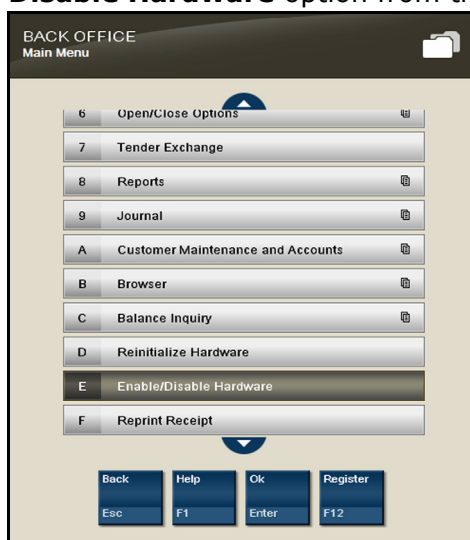 Disable Hardware option from t
BACK OFFICE
Main Menu
6 Open/Close Options
7 Tender Exchange
8 Reports
9 Journal
A Customer Maintenance and Accounts
B Browser
C Balance Inquiry
D Reinitialize Hardware
E Enable/Disable Hardware
F Reprint Receipt
Back Help Ok Register
Esc F1 Enter F12